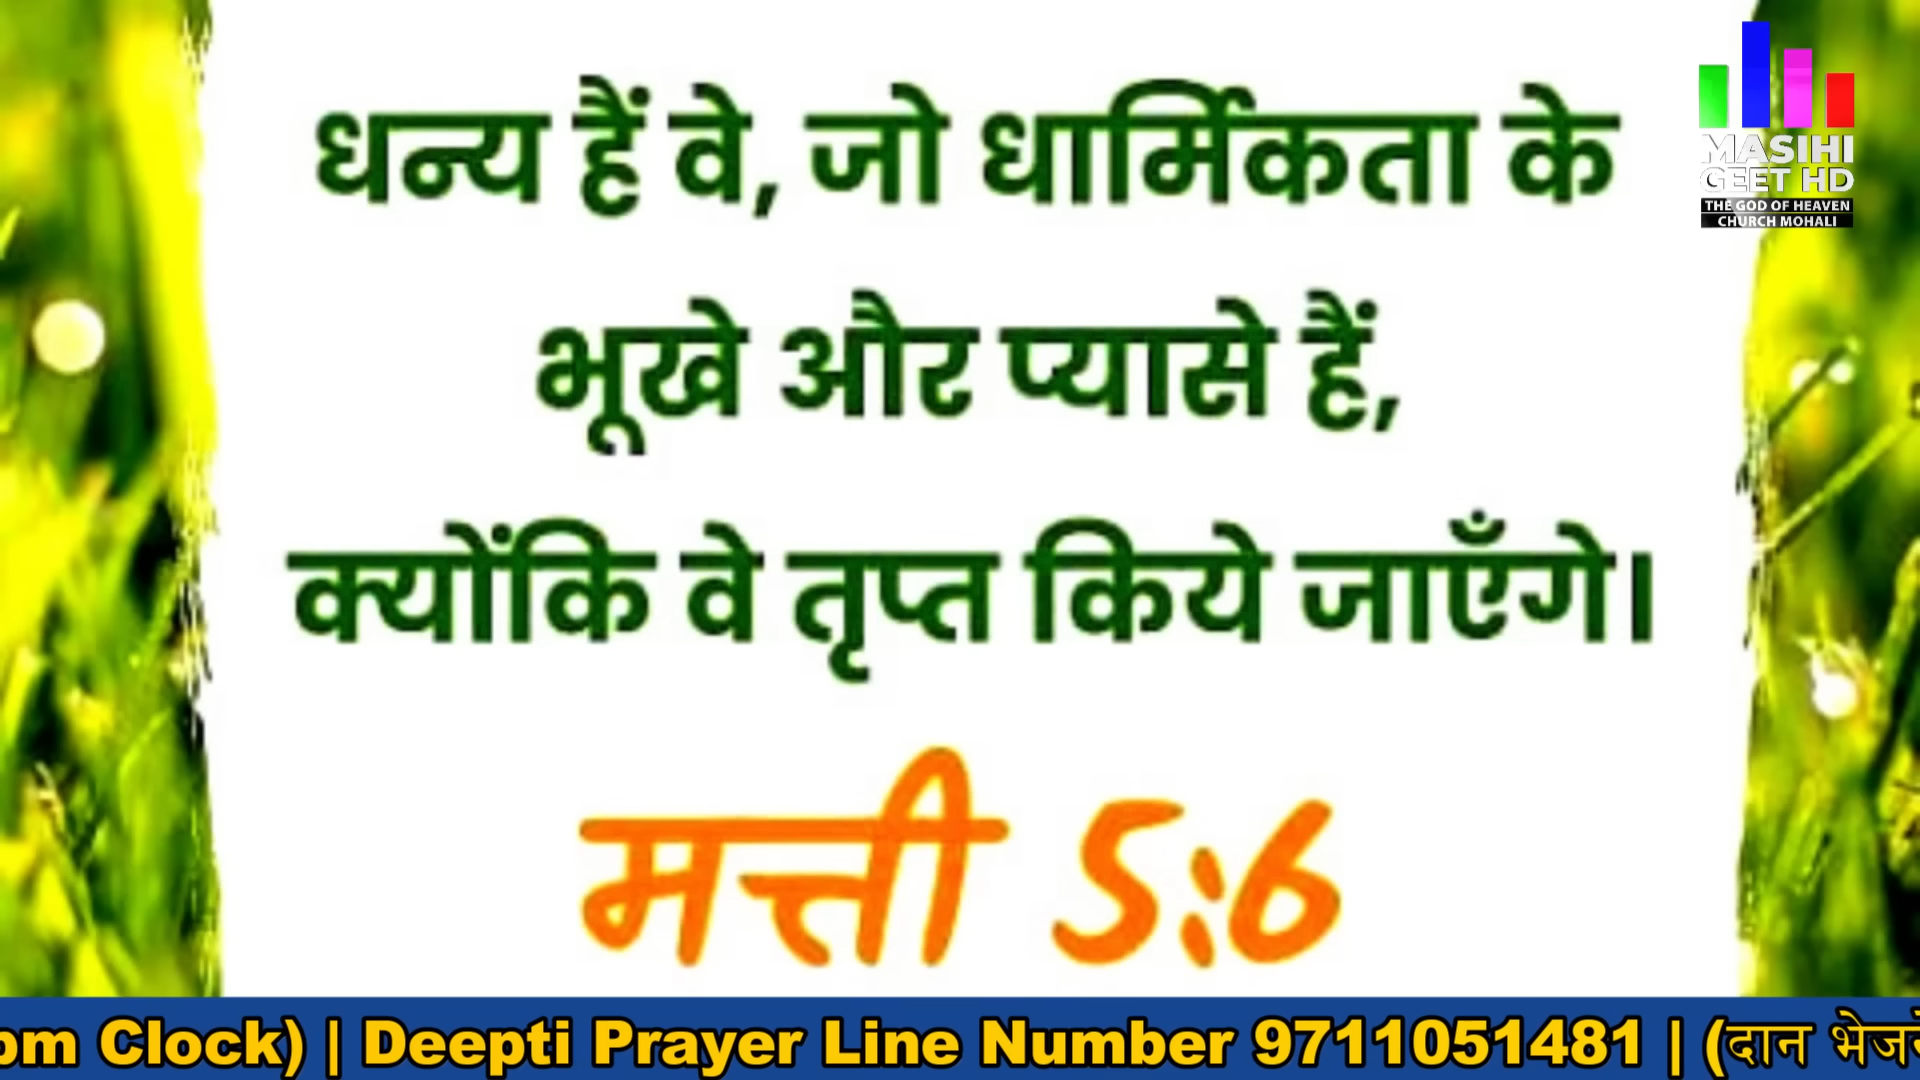 धन्य हैं वे, जो धार्मिकता के
भूखे और प्यासे हैं,
क्योंकि वे तृप्त किये जाएँगे।
मत्ती 5:6
MASIHI
GEET HD
THE GOD OF HEAVEN
CHURCH MOHALI
pm Clock) | Deepti Prayer Line Number 9711051481 | (दान